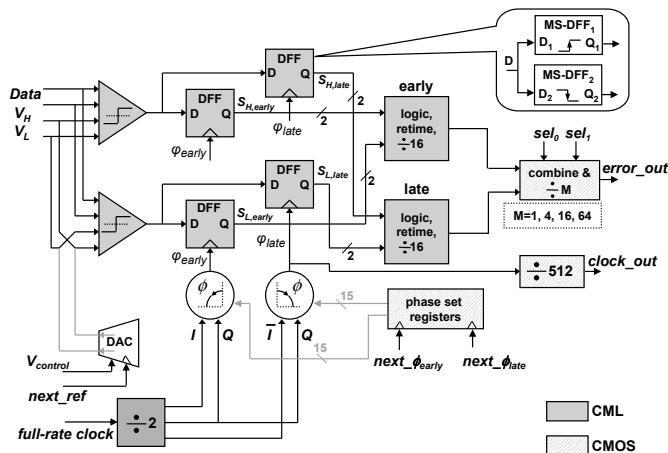 MS-DFF1
D1 Q1
D
MS-DFF2
D2 Q2
DFF
D Q
SH,late
φlate
Data
VH
VL
DFF
D Q
SH,early
2
2
φearly
early
logic,
retime,
÷16
sel0 sel1
combine &
÷ M
error_out
M=1, 4, 16, 64
DFF
D Q
SL,late
φlate
2
2
late
logic,
retime,
÷16
DFF
D Q
SL,early
φearly
÷ 512
clock_out
ϕ
ϕ
I Q
I Q
15
15
phase set
registers
next_ϕearly next_ϕlate
DAC
Vcontrol
next_ref
full-rate clock
÷ 2
CML
CMOS